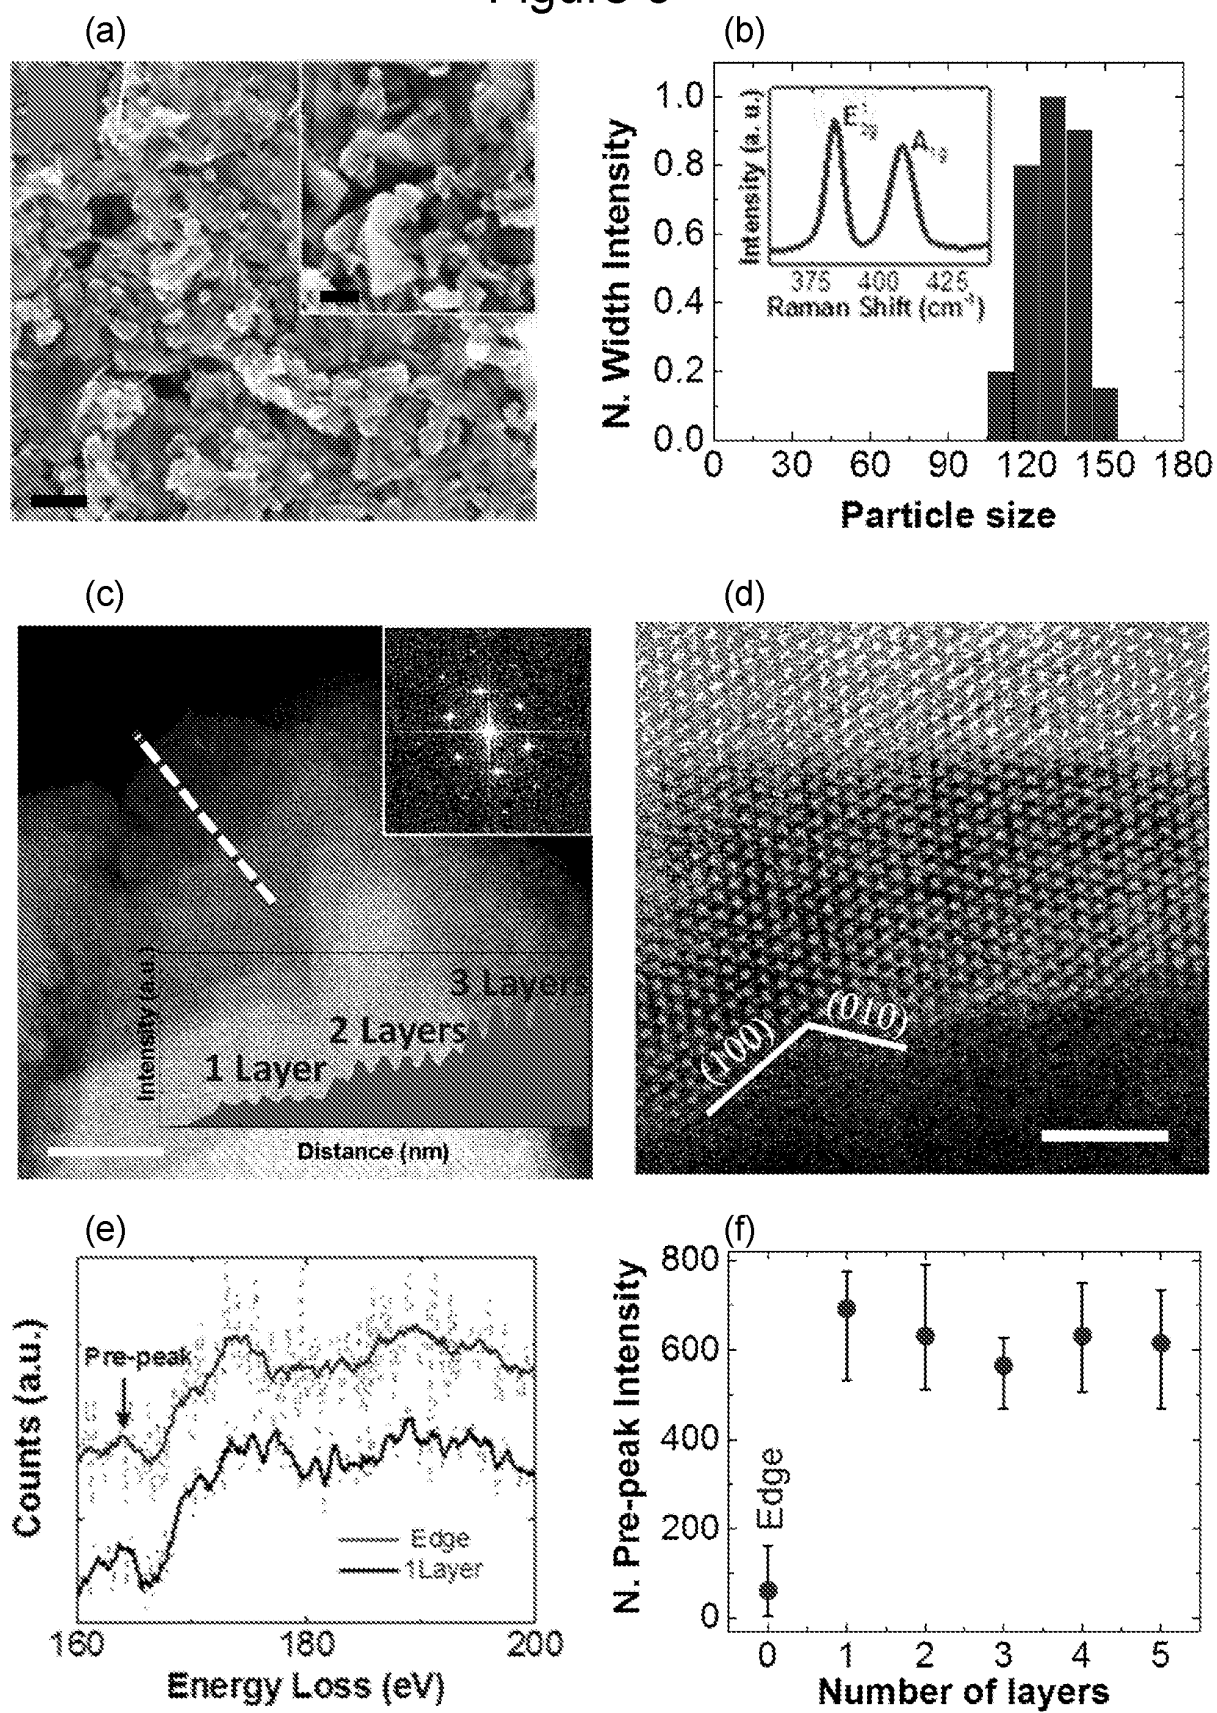 (a)
(b)
N. Width Intensity
1.0
0.8
0.6
0.4
0.2
0.0
Intensity (a. u.)
E¹2g
A1g
375 400 425
Raman Shift (cm⁻¹)
0 30 60 90 120 150 180
Particle size
(c)
(d)
Intensity (a.u.)
3 Layers
2 Layers
1 Layer
Distance (nm)
(100)
(010)
(e)
(f)
Counts (a.u.)
Pre-peak
Edge
1Layer
160 180 200
Energy Loss (eV)
N. Pre-peak Intensity
800
600
400
200
0
Edge
0 1 2 3 4 5
Number of layers